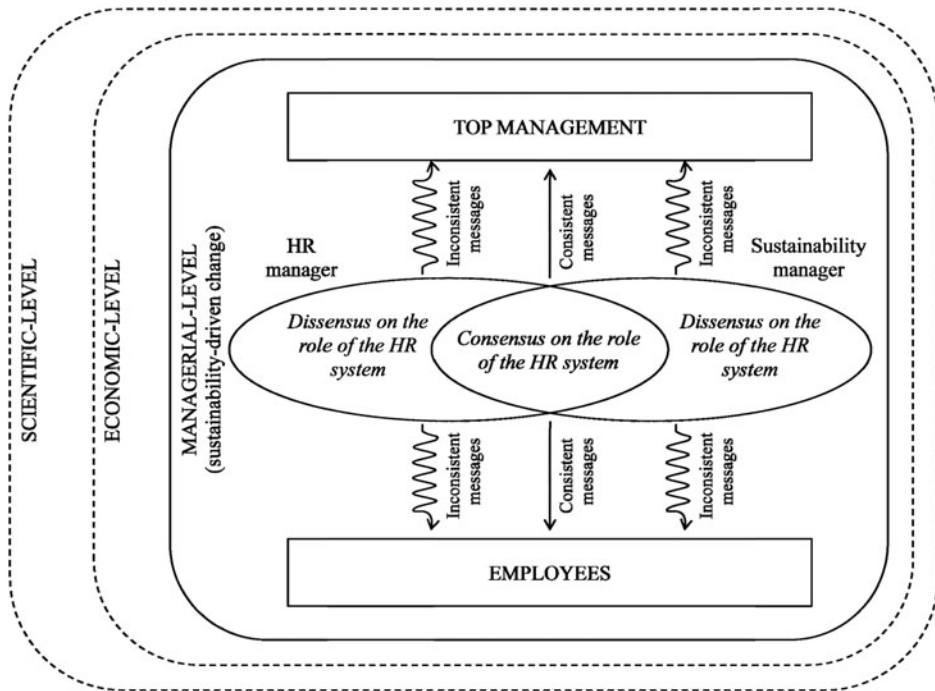 TOP MANAGEMENT
Inconsistent
messages
Consistent
messages
Inconsistent
messages
HR
manager
Sustainability
manager
SCIENTIFIC-LEVEL
ECONOMIC-LEVEL
MANAGERIAL-LEVEL
(sustainability-driven change)
Dissensus on the
role of the HR
system
Consensus on the role
of the HR system
Dissensus on the
role of the HR
system
Inconsistent
messages
Consistent
messages
Inconsistent
messages
EMPLOYEES